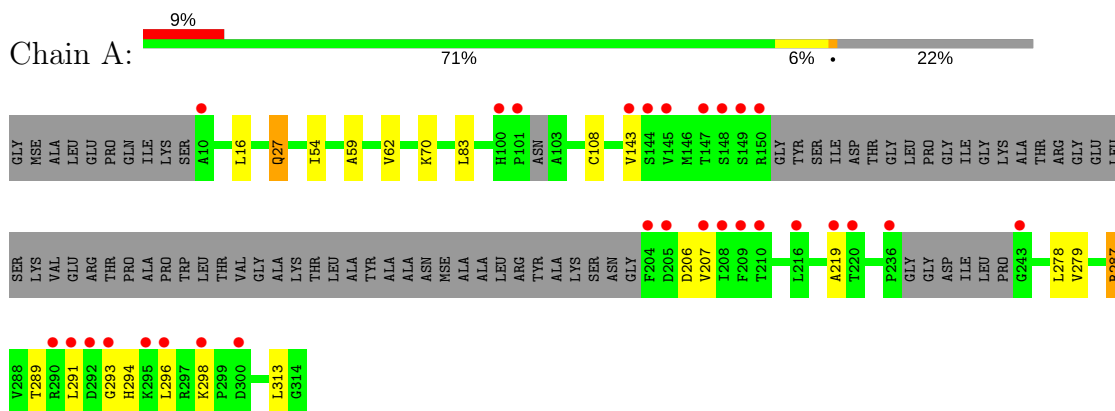 9%
Chain A:
71% 6% • 22%
GLY MSE ALA LEU GLU PRO GLN ILE LYS SER A10 L16 Q27 I54 A59 V62 K70 L83 H100 P101 ASN A103 C108 V143 S144 V145 M146 T147 S148 S149 R150 GLY TYR SER ILE ASP THR GLY LEU PRO GLY ILE GLY LYS ALA THR ARG GLY GLU LEU
SER LYS VAL GLU ARG THR PRO ALA PRO TRP LEU THR VAL GLY ALA LYS THR LEU ALA TYR ALA ALA ASN MSE ALA ALA LEU ARG TYR ALA LYS SER ASN GLY F204 D205 D206 V207 I208 F209 T210 L216 A219 T220 P236 GLY GLY ASP ILE LEU PRO G243 L278 V279
V288 T289 R290 L291 D292 G293 H294 K295 L296 R297 K298 P299 D300 L313 G314